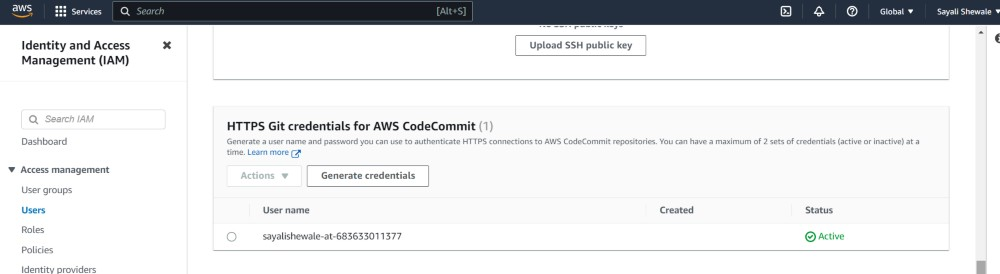 aws
Services
Search
[Alt+S]
Global ▼
Sayali Shewale ▼
Identity and Access
Management (IAM)
Search IAM
Dashboard
Access management
User groups
Users
Roles
Policies
Identity providers
Upload SSH public key
HTTPS Git credentials for AWS CodeCommit (1)
Generate a user name and password you can use to authenticate HTTPS connections to AWS CodeCommit repositories. You can have a maximum of 2 sets of credentials (active or inactive) at a
time. Learn more
Actions ▼
Generate credentials
User name Created Status
sayalishewale-at-683633011377 Active